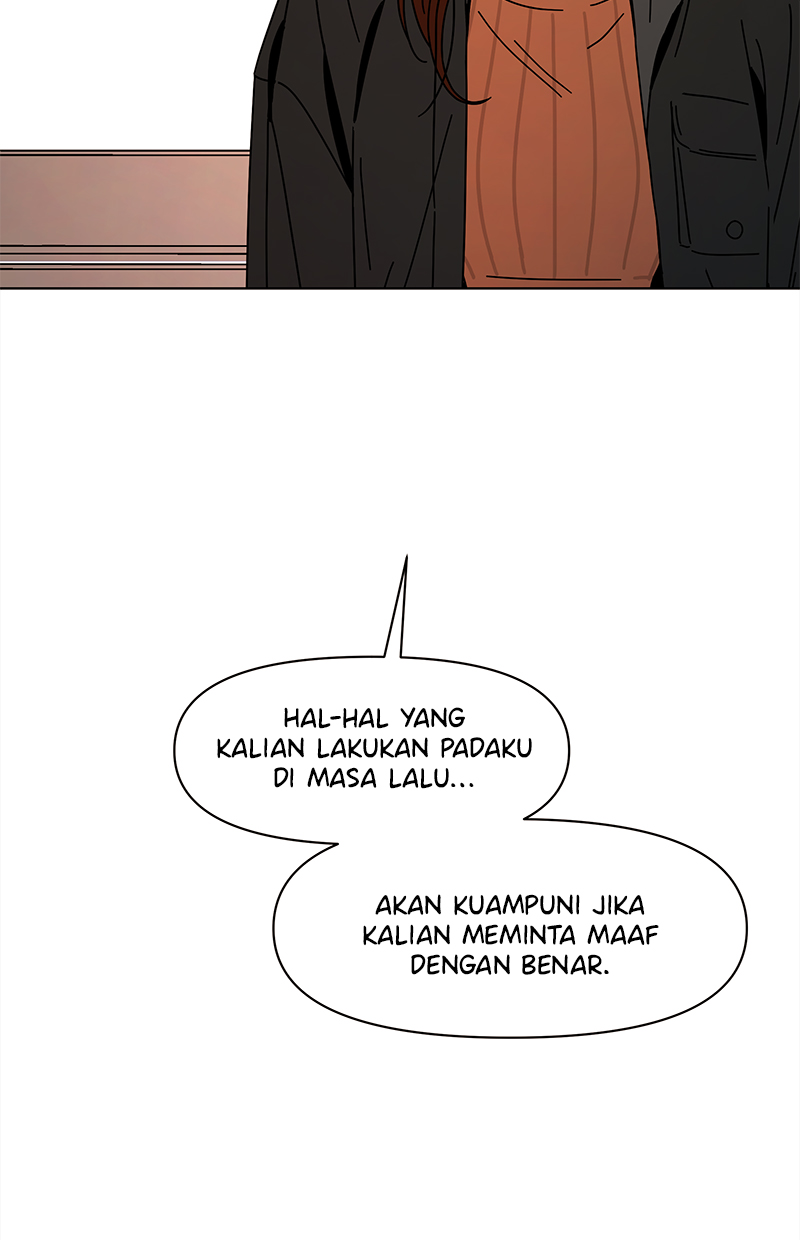 HAL-HAL YANG
KALIAN LAKUKAN PADAKU
DI MASA LALU...
AKAN KUAMPUNI JIKA
KALIAN MEMINTA MAAF
DENGAN BENAR.